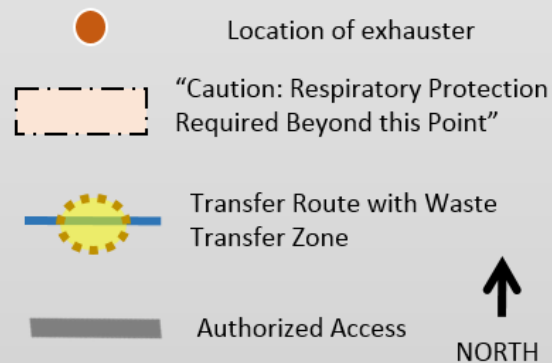 Location of exhauster
“Caution: Respiratory Protection
Required Beyond this Point”
Transfer Route with Waste
Transfer Zone
Authorized Access
NORTH